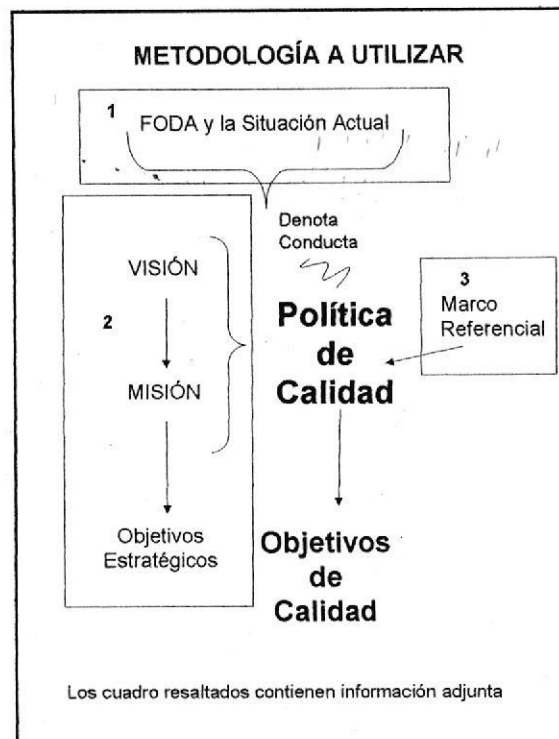 METODOLOGÍA A UTILIZAR
1
FODA y la Situación Actual
Denota
Conducta
VISIÓN
2
MISIÓN
Objetivos
Estratégicos
3
Marco
Referencial
Política
de
Calidad
Objetivos
de
Calidad
Los cuadro resaltados contienen información adjunta